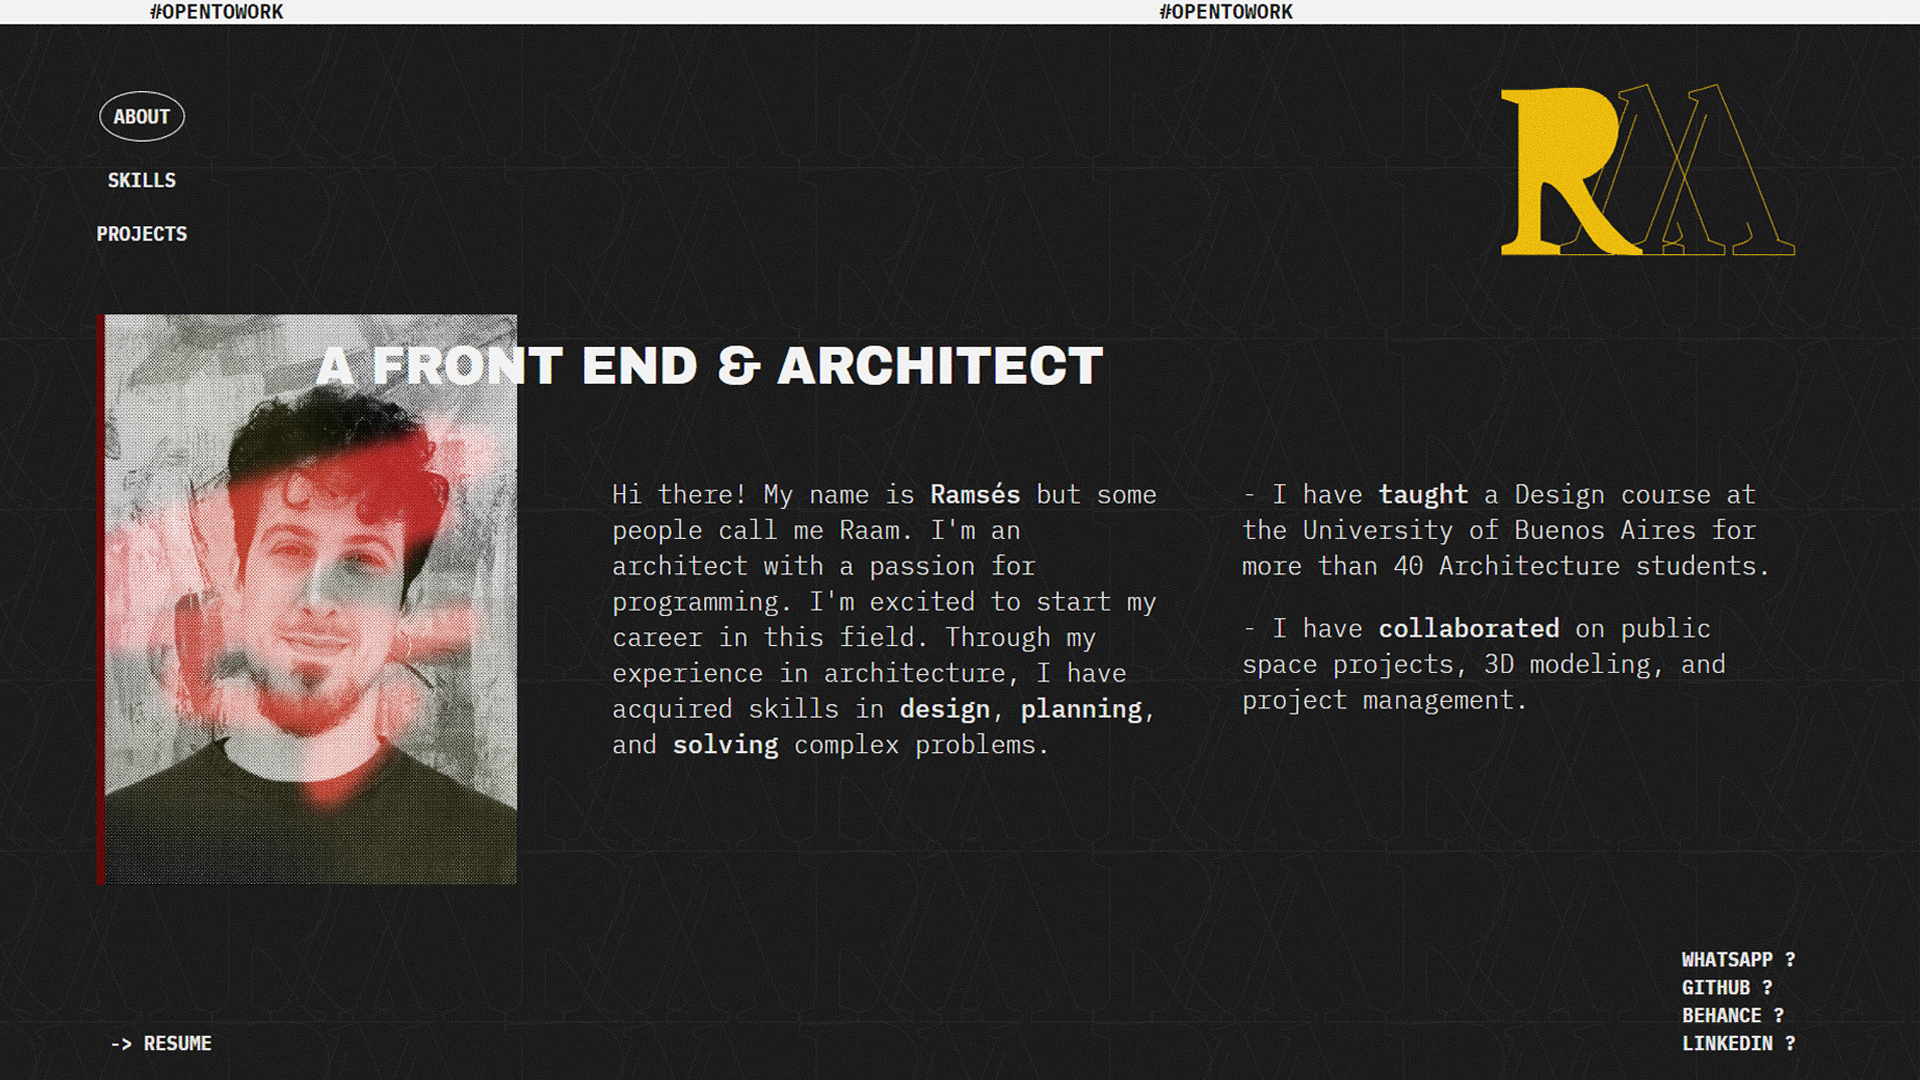 #OPENTOWORK #OPENTOWORK
ABOUT
SKILLS
PROJECTS
RAA
A FRONT END & ARCHITECT
Hi there! My name is Ramsés but some
people call me Raam. I'm an
architect with a passion for
programming. I'm excited to start my
career in this field. Through my
experience in architecture, I have
acquired skills in design, planning,
and solving complex problems.
- I have taught a Design course at
the University of Buenos Aires for
more than 40 Architecture students.
- I have collaborated on public
space projects, 3D modeling, and
project management.
-> RESUME
WHATSAPP ?
GITHUB ?
BEHANCE ?
LINKEDIN ?